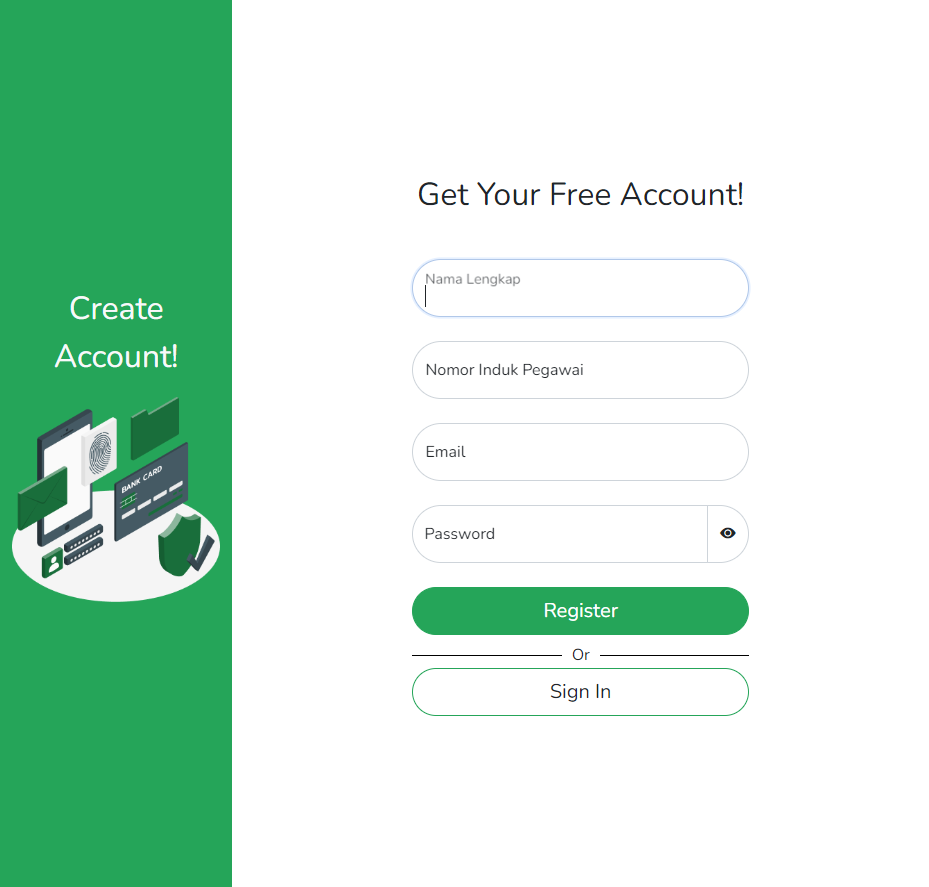 Create
Account!
BANK CARD
Get Your Free Account!
Nama Lengkap
Nomor Induk Pegawai
Email
Password
Register
Or
Sign In